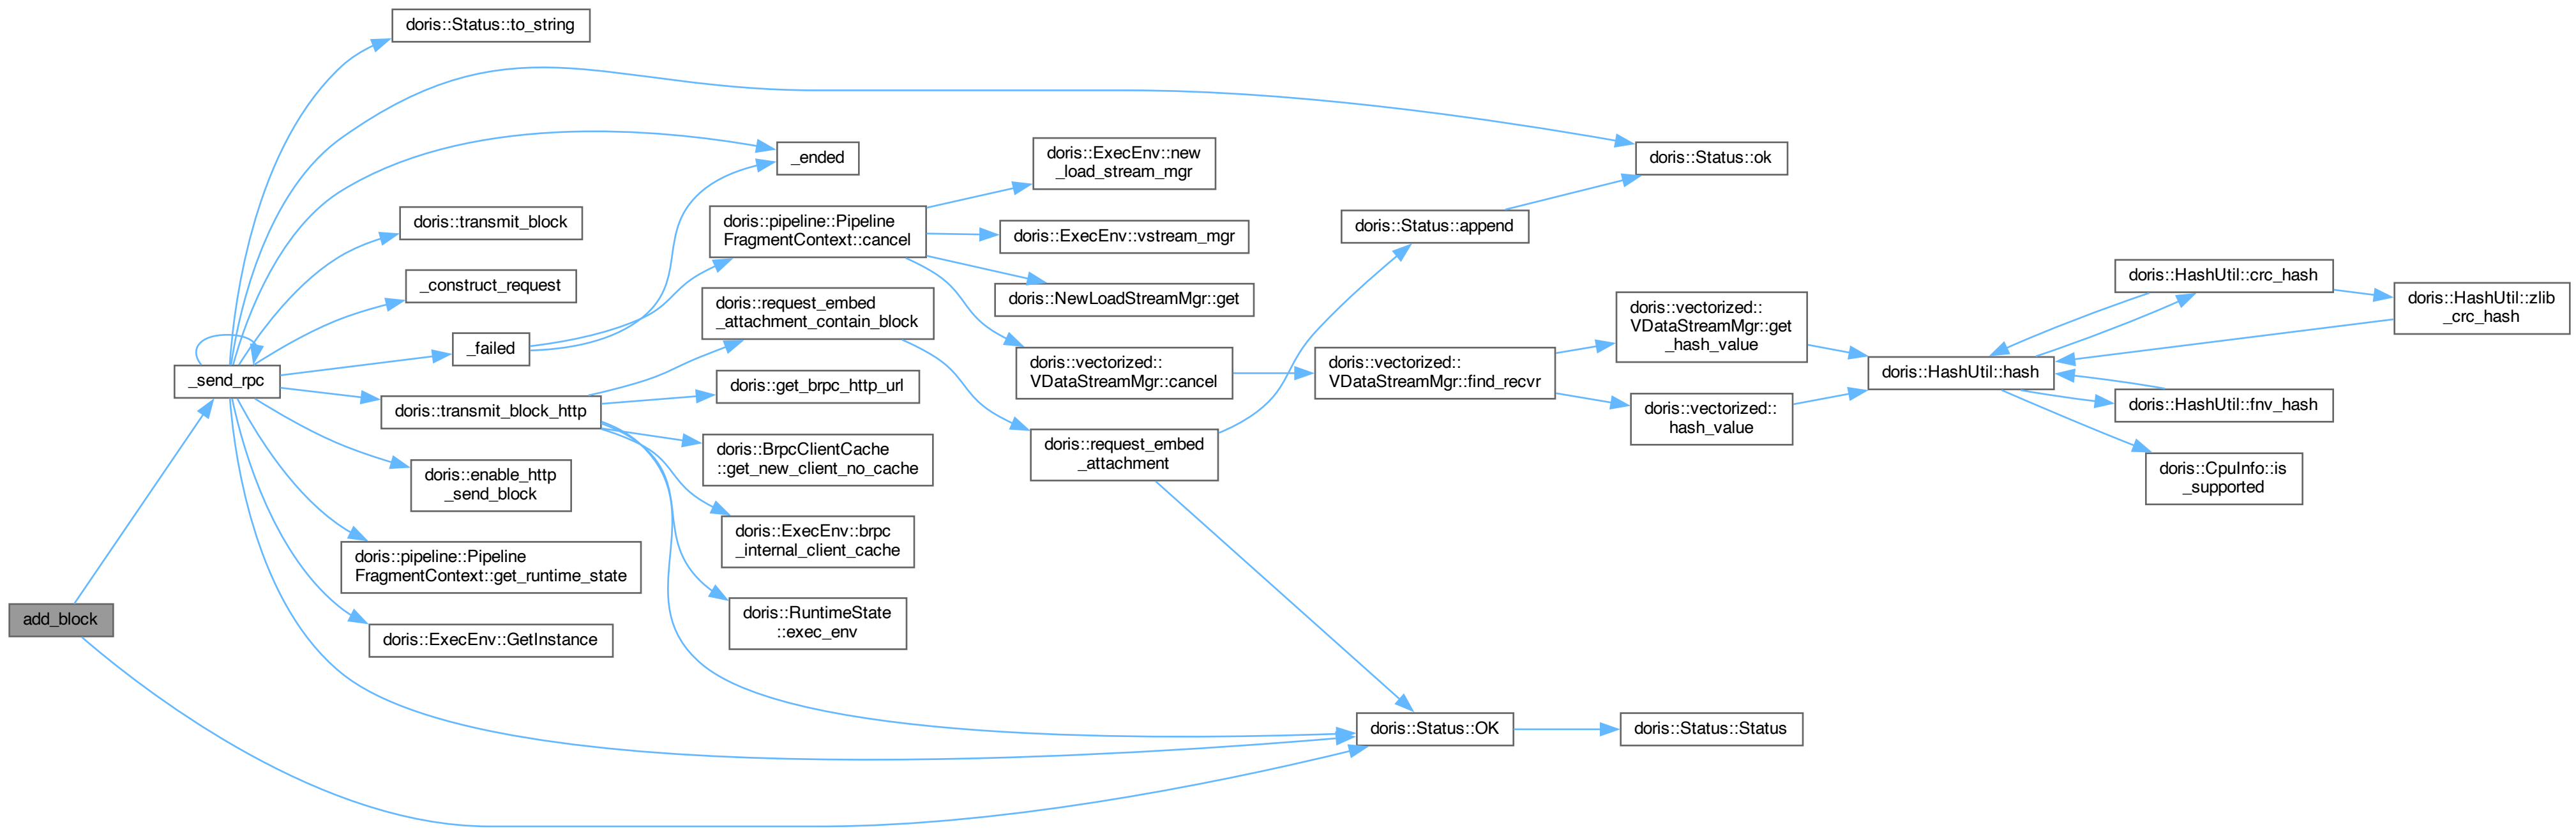 add_block
_send_rpc
doris::Status::to_string
doris::transmit_block
_construct_request
_failed
doris::transmit_block_http
doris::enable_http
_send_block
doris::pipeline::Pipeline
FragmentContext::get_runtime_state
doris::ExecEnv::GetInstance
_ended
doris::pipeline::Pipeline
FragmentContext::cancel
doris::request_embed
_attachment_contain_block
doris::get_brpc_http_url
doris::BrpcClientCache
::get_new_client_no_cache
doris::ExecEnv::brpc
_internal_client_cache
doris::RuntimeState
::exec_env
doris::ExecEnv::new
_load_stream_mgr
doris::ExecEnv::vstream_mgr
doris::NewLoadStreamMgr::get
doris::vectorized::
VDataStreamMgr::cancel
doris::request_embed
_attachment
doris::Status::append
doris::vectorized::
VDataStreamMgr::find_recvr
doris::Status::OK
doris::Status::ok
doris::vectorized::
VDataStreamMgr::get
_hash_value
doris::vectorized::
hash_value
doris::Status::Status
doris::HashUtil::hash
doris::HashUtil::crc_hash
doris::HashUtil::fnv_hash
doris::CpuInfo::is
_supported
doris::HashUtil::zlib
_crc_hash